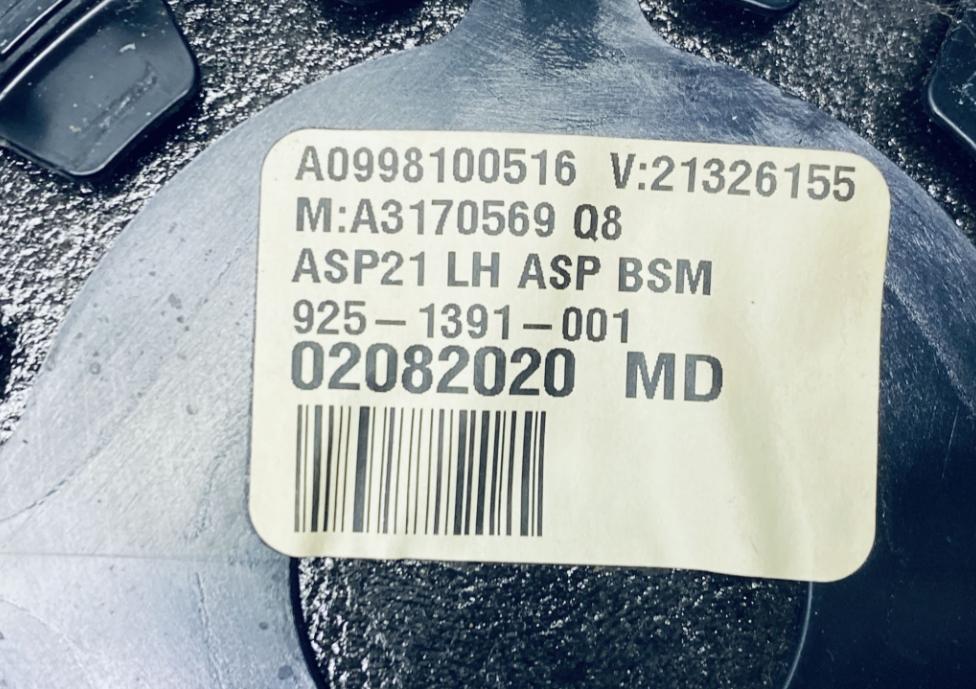 A0998100516 V:21326155
M:A3170569 Q8
ASP21 LH ASP BSM
925-1391-001
02082020 MD